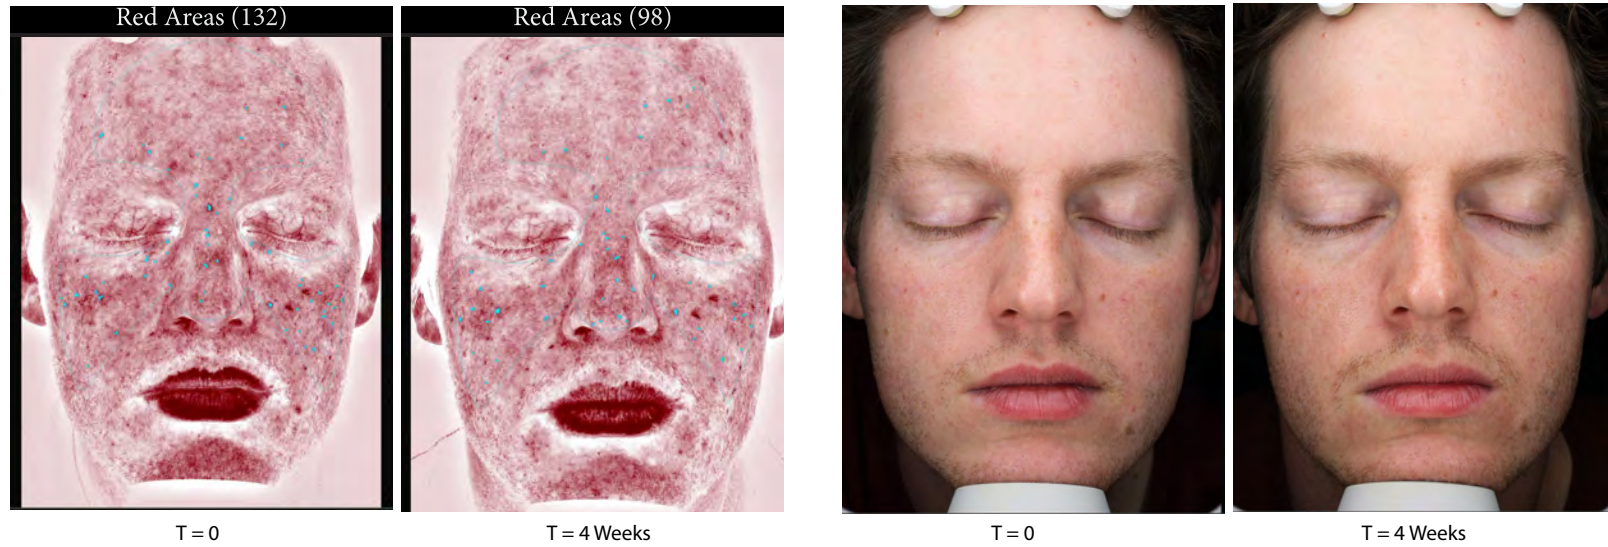 Red Areas (132)
Red Areas (98)
T = 0
T = 4 Weeks
T = 0
T = 4 Weeks